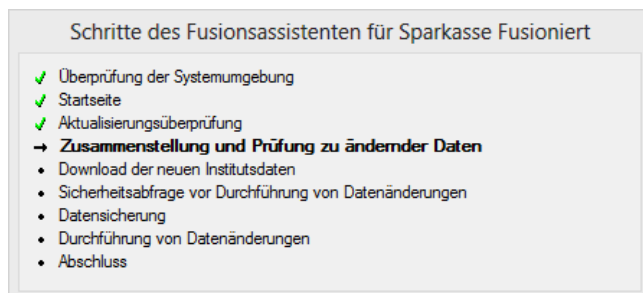 Schritte des Fusionsassistenten für Sparkasse Fusioniert
Überprüfung der Systemumgebung
Startseite
Aktualisierungsüberprüfung
Zusammenstellung und Prüfung zu ändernder Daten
Download der neuen Institutsdaten
Sicherheitsabfrage vor Durchführung von Datenänderungen
Datensicherung
Durchführung von Datenänderungen
Abschluss